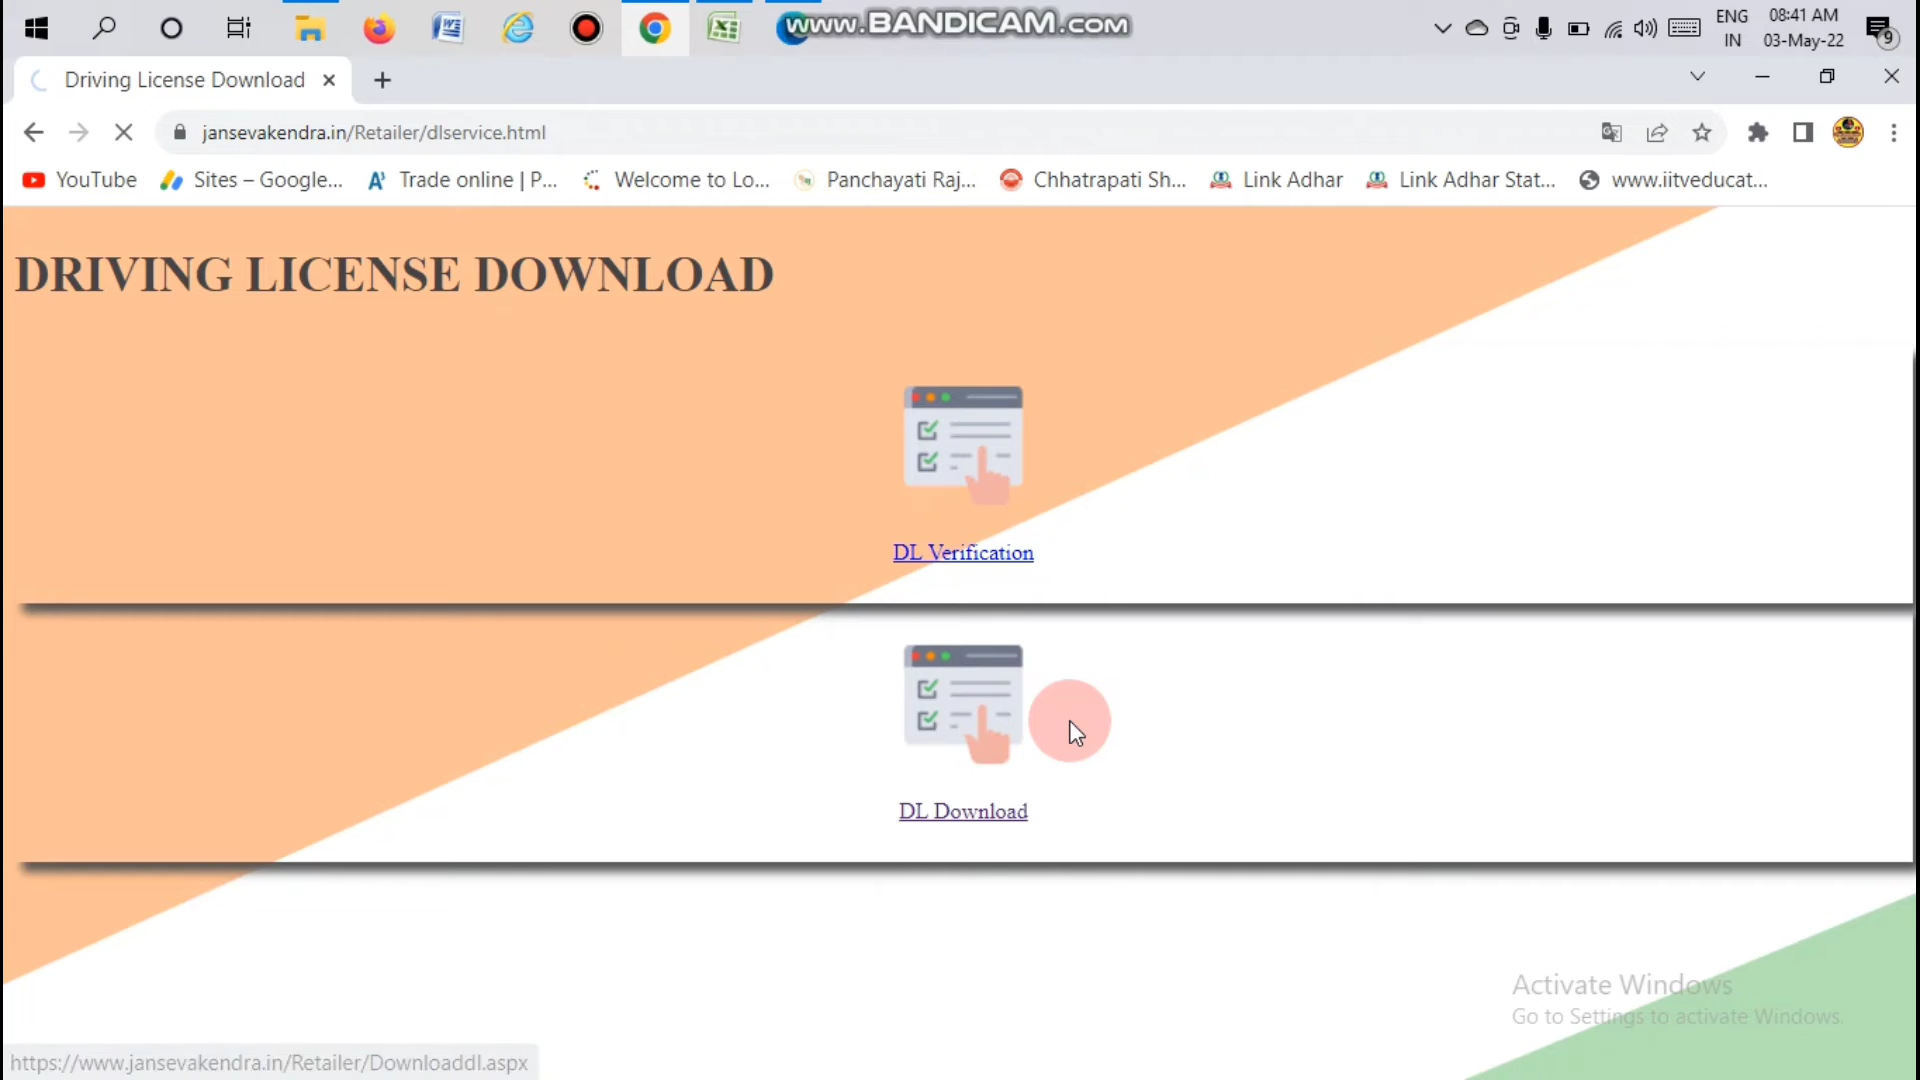 www.BANDICAM.com
ENG
IN
08:41 AM
03-May-22
9
Driving License Download
jansevakendra.in/Retailer/dlservice.html
YouTube
Sites – Google...
Trade online | P...
Welcome to Lo...
Panchayati Raj...
Chhatrapati Sh...
Link Adhar
Link Adhar Stat...
www.iitveducat...
DRIVING LICENSE DOWNLOAD
DL Verification
DL Download
Activate Windows
Go to Settings to activate Windows.
https://www.jansevakendra.in/Retailer/Downloaddl.aspx